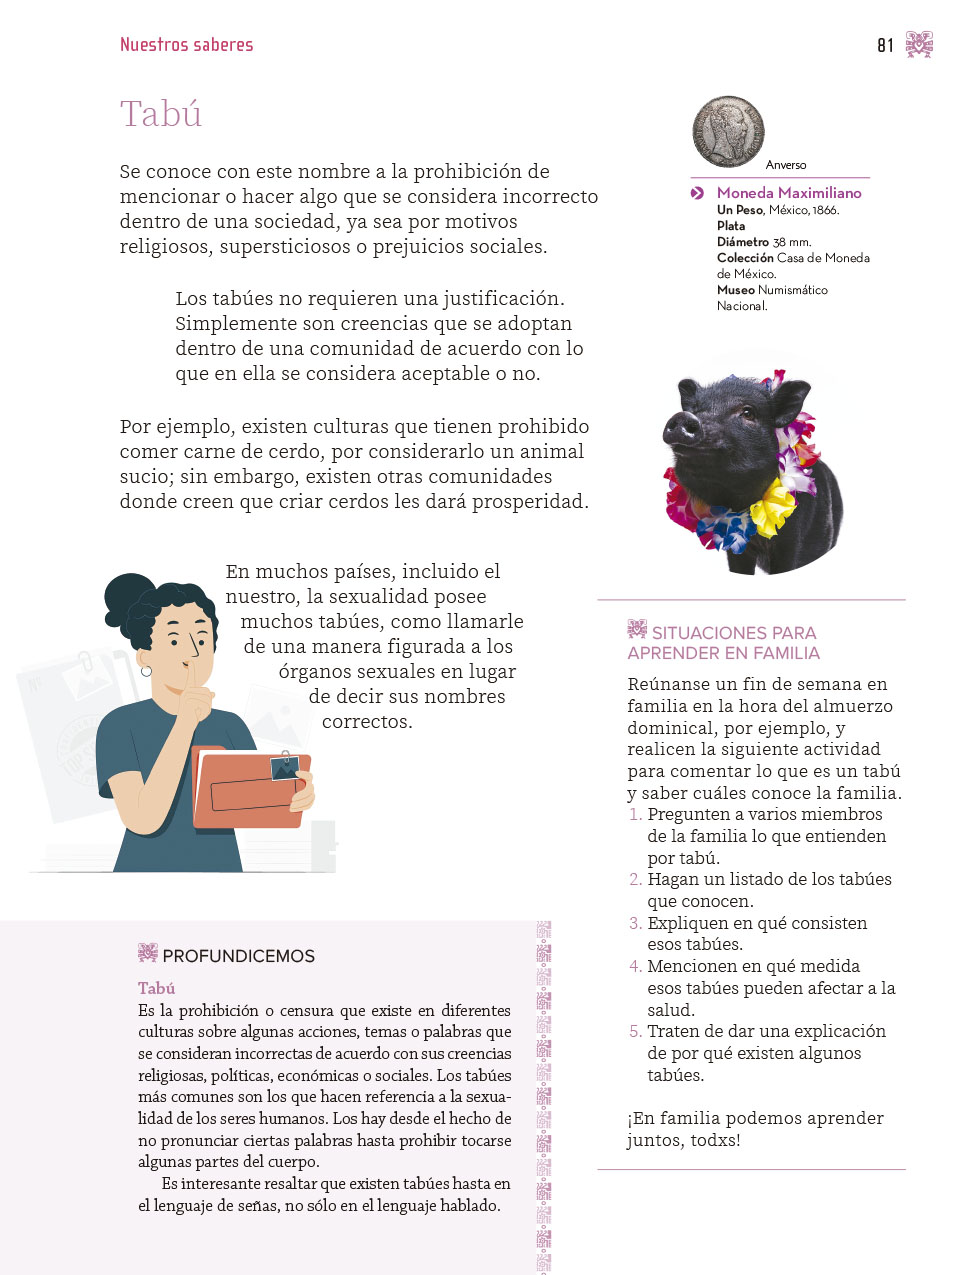 Nuestros saberes
81
Tabú
Se conoce con este nombre a la prohibición de
mencionar o hacer algo que se considera incorrecto
dentro de una sociedad, ya sea por motivos
religiosos, supersticiosos o prejuicios sociales.
Los tabúes no requieren una justificación.
Simplemente son creencias que se adoptan
dentro de una comunidad de acuerdo con lo
que en ella se considera aceptable o no.
Por ejemplo, existen culturas que tienen prohibido
comer carne de cerdo, por considerarlo un animal
sucio; sin embargo, existen otras comunidades
donde creen que criar cerdos les dará prosperidad.
En muchos países, incluido el
nuestro, la sexualidad posee
muchos tabúes, como llamarle
de una manera figurada a los
órganos sexuales en lugar
de decir sus nombres
correctos.
Anverso
Moneda Maximiliano
Un Peso, México, 1866.
Plata
Diámetro 38 mm.
Colección Casa de Moneda
de México.
Museo Numismático
Nacional.
SITUACIONES PARA
APRENDER EN FAMILIA
Reúnanse un fin de semana en
familia en la hora del almuerzo
dominical, por ejemplo, y
realicen la siguiente actividad
para comentar lo que es un tabú
y saber cuáles conoce la familia.
1. Pregunten a varios miembros
de la familia lo que entienden
por tabú.
2. Hagan un listado de los tabúes
que conocen.
3. Expliquen en qué consisten
esos tabúes.
4. Mencionen en qué medida
esos tabúes pueden afectar a la
salud.
5. Traten de dar una explicación
de por qué existen algunos
tabúes.
¡En familia podemos aprender
juntos, todxs!
PROFUNDICEMOS
Tabú
Es la prohibición o censura que existe en diferentes
culturas sobre algunas acciones, temas o palabras que
se consideran incorrectas de acuerdo con sus creencias
religiosas, políticas, económicas o sociales. Los tabúes
más comunes son los que hacen referencia a la sexua-
lidad de los seres humanos. Los hay desde el hecho de
no pronunciar ciertas palabras hasta prohibir tocarse
algunas partes del cuerpo.
Es interesante resaltar que existen tabúes hasta en
el lenguaje de señas, no sólo en el lenguaje hablado.